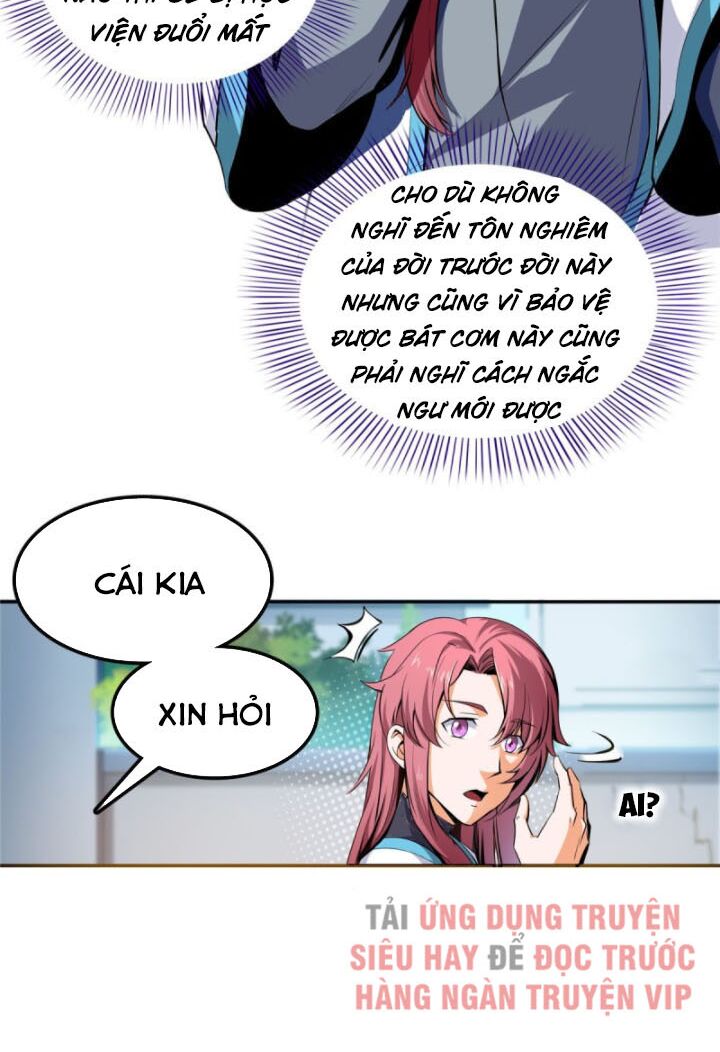 VIỆN ĐUỔI MẤT
CHO DÙ KHÔNG
NGHĨ ĐẾN TÔN NGHIÊM
CỦA ĐỜI TRƯỚC ĐỜI NÀY
NHƯNG CŨNG VÌ BẢO VỆ
ĐƯỢC BÁT CƠM NÀY CŨNG
PHẢI NGHĨ CÁCH NGẮC
NGƯ MỚI ĐƯỢC
CÁI KIA
XIN HỎI
AI?
TẢI ỨNG DỤNG TRUYỆN
SIÊU HAY ĐỂ ĐỌC TRƯỚC
HÀNG NGÀN TRUYỆN VIP